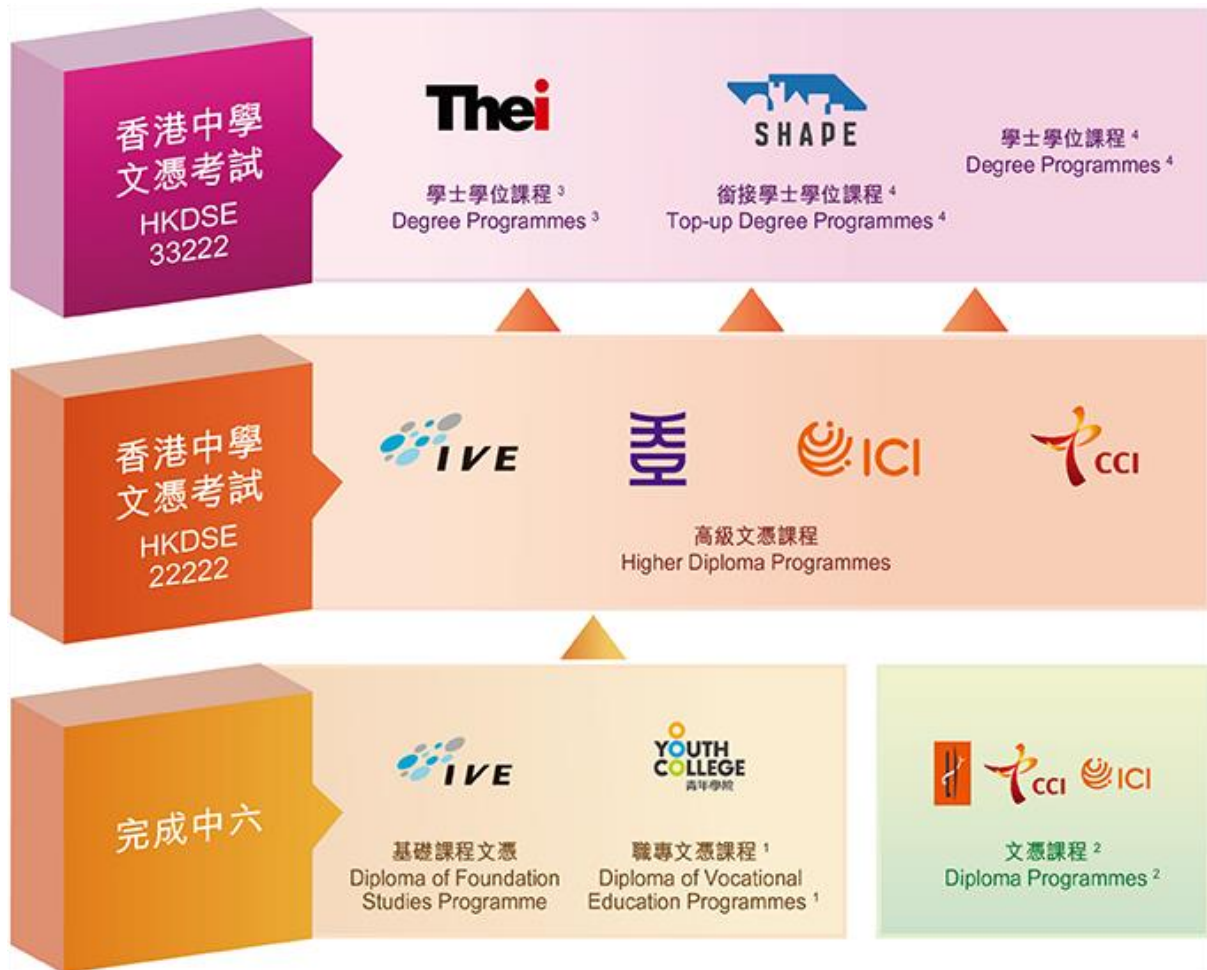 香港中學
文憑考試
HKDSE
33222
Thei
學士學位課程 ³
Degree Programmes ³
SHAPE
銜接學士學位課程 ⁴
Top-up Degree Programmes ⁴
學士學位課程 ⁴
Degree Programmes ⁴
香港中學
文憑考試
HKDSE
22222
IVE
HKDI
ICI
CCI
高級文憑課程
Higher Diploma Programmes
完成中六
IVE
基礎課程文憑
Diploma of Foundation
Studies Programme
YOUTH
COLLEGE
青年學院
職專文憑課程 ¹
Diploma of Vocational
Education Programmes ¹
CCI
ICI
文憑課程 ²
Diploma Programmes ²